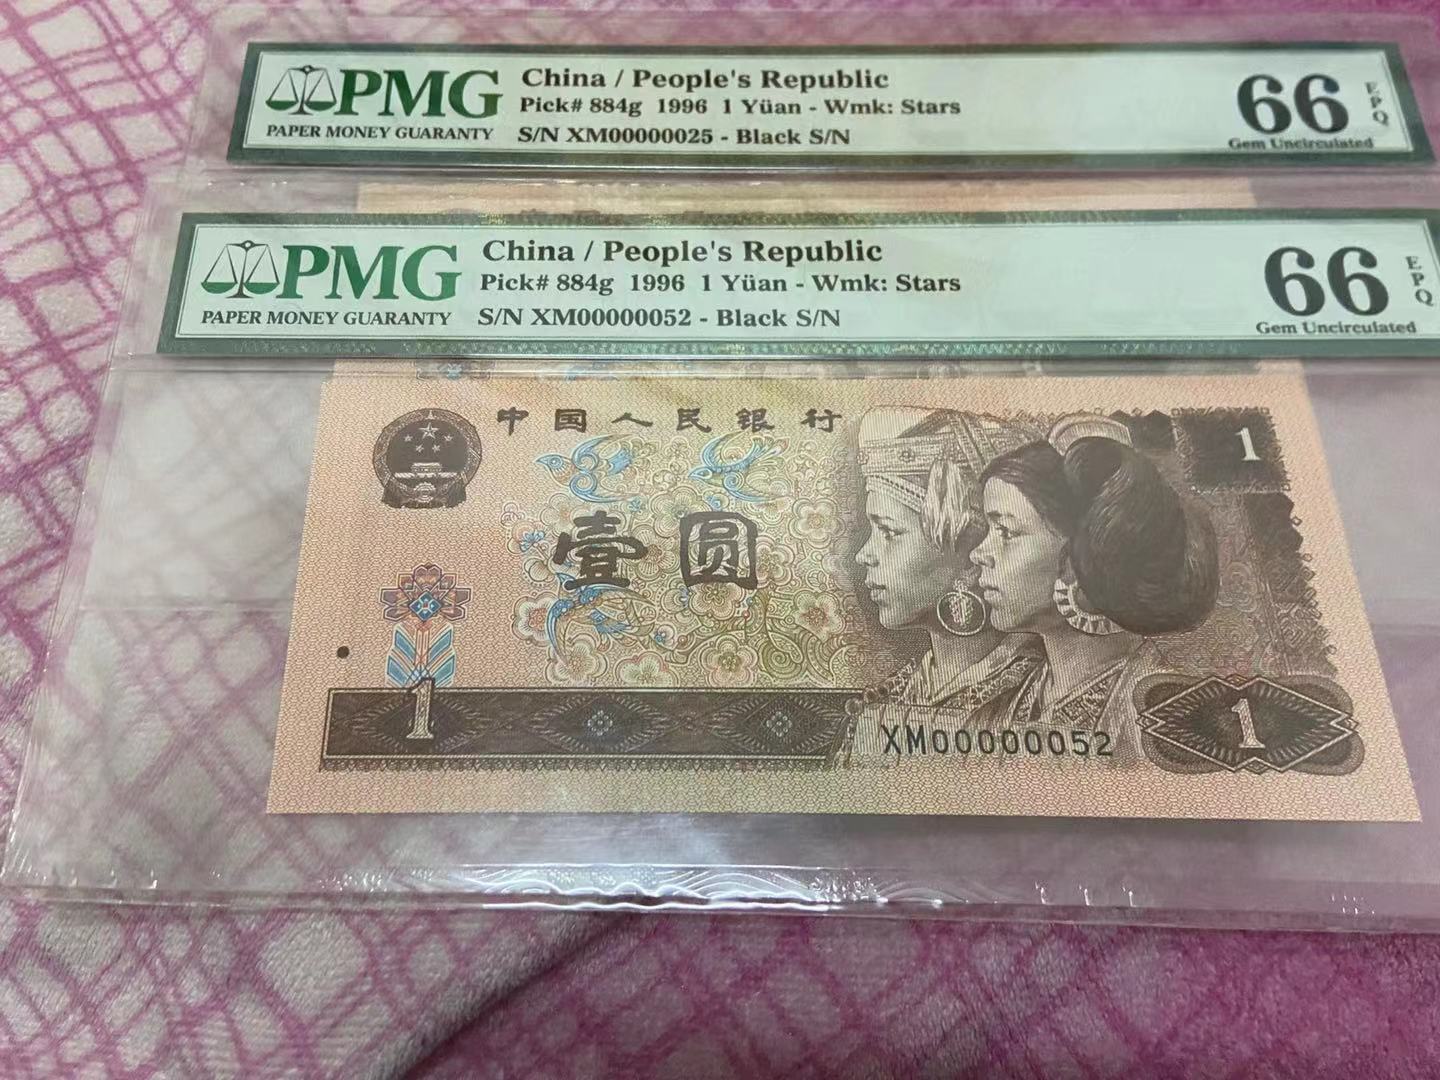 PMG
PAPER MONEY GUARANTY
China / People's Republic
Pick# 884g 1996 1 Yüan - Wmk: Stars
S/N XM00000025 - Black S/N
66
EPQ
Gem Uncirculated
PMG
PAPER MONEY GUARANTY
China / People's Republic
Pick# 884g 1996 1 Yüan - Wmk: Stars
S/N XM00000052 - Black S/N
66
EPQ
Gem Uncirculated
中国人民银行
1
壹圆
1
XM00000052
1